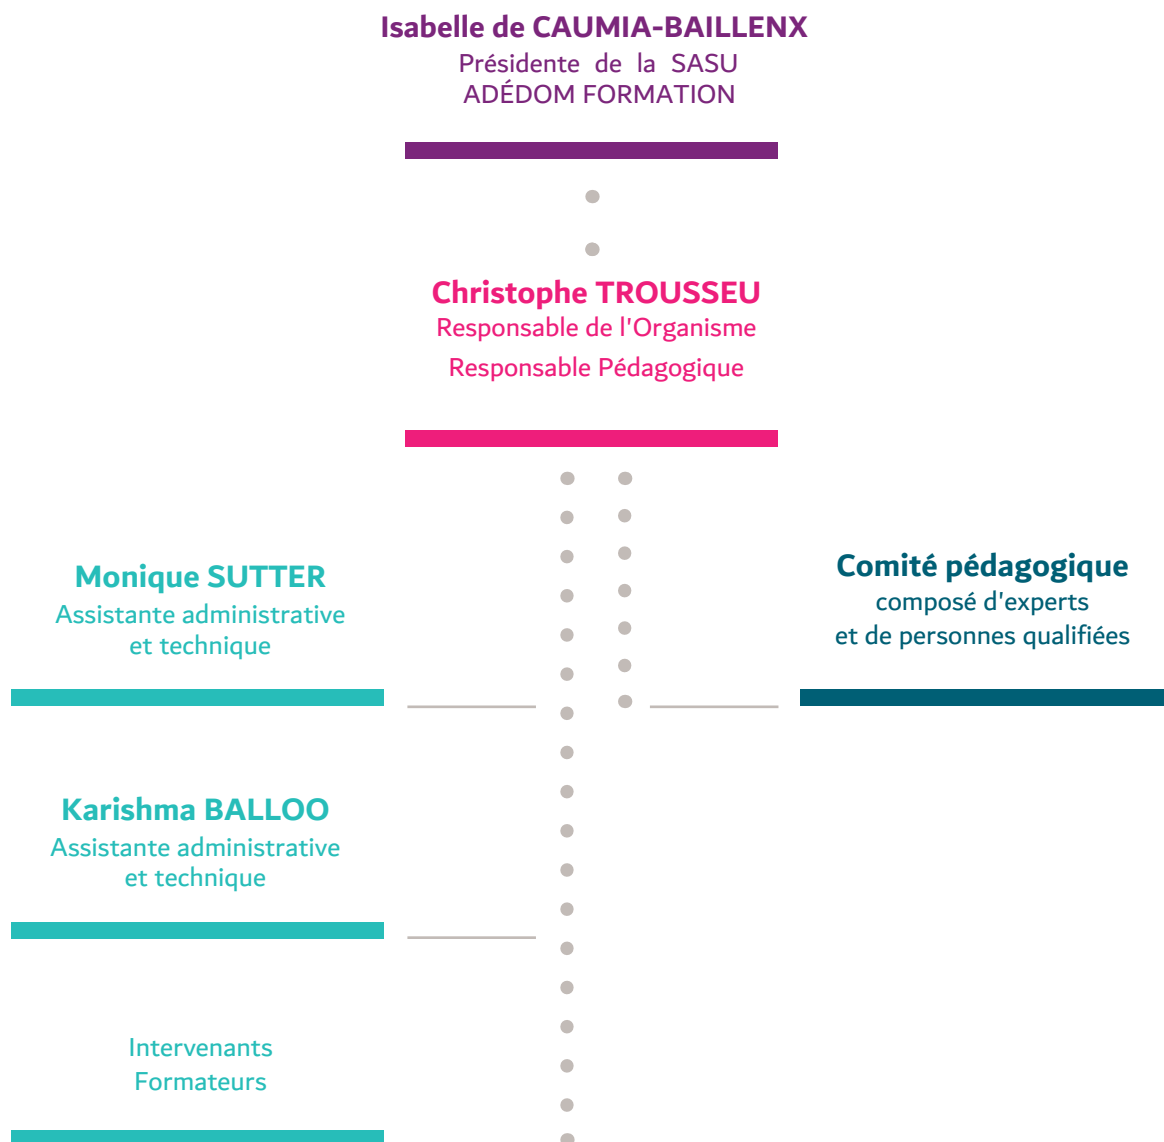 Isabelle de CAUMIA-BAILLENX
Présidente de la SASU
ADÉDOM FORMATION
Christophe TROUSSEU
Responsable de l'Organisme
Responsable Pédagogique
Monique SUTTER
Assistante administrative
et technique
Comité pédagogique
composé d'experts
et de personnes qualifiées
Karishma BALLOO
Assistante administrative
et technique
Intervenants
Formateurs